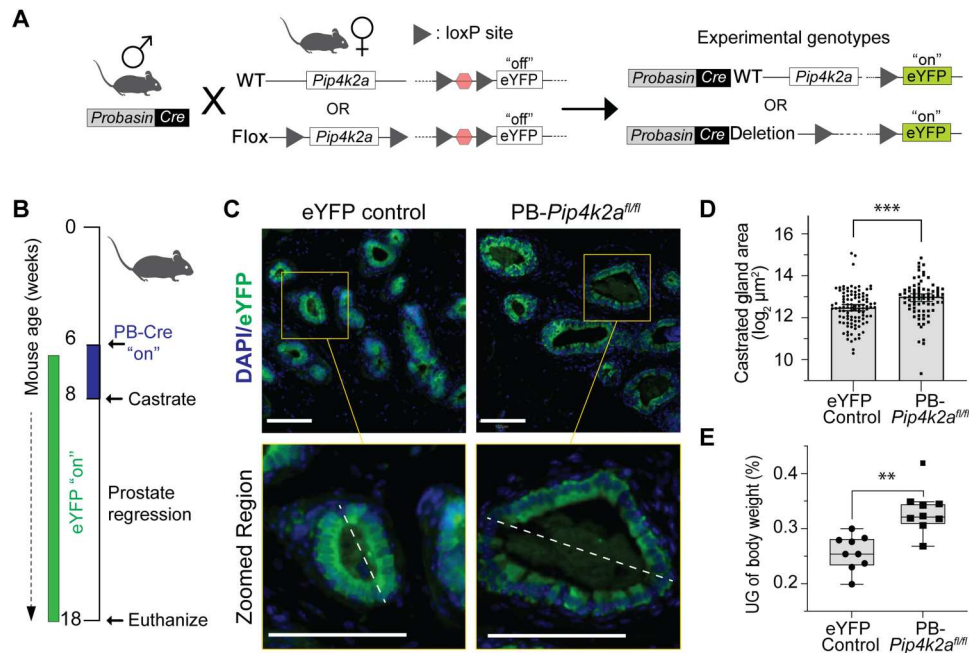 A
♂
♀
: loxP site
Experimental genotypes
Probasin Cre
X
WT Pip4k2a "off" eYFP
OR
Flox Pip4k2a "off" eYFP
Probasin Cre WT Pip4k2a "on" eYFP
OR
Probasin Cre Deletion "on" eYFP
B
Mouse age (weeks)
0
6
PB-Cre
"on"
8
Castrate
eYFP "on"
Prostate
regression
18
Euthanize
C
eYFP control
PB-Pip4k2a^fl/fl
DAPI/eYFP
Zoomed Region
D
***
Castrated gland area
(log₂ μm²)
16
14
13
12
10
eYFP
Control
PB-
Pip4k2a^fl/fl
E
**
UG of body weight (%)
0.4
0.3
0.2
eYFP
Control
PB-
Pip4k2a^fl/fl